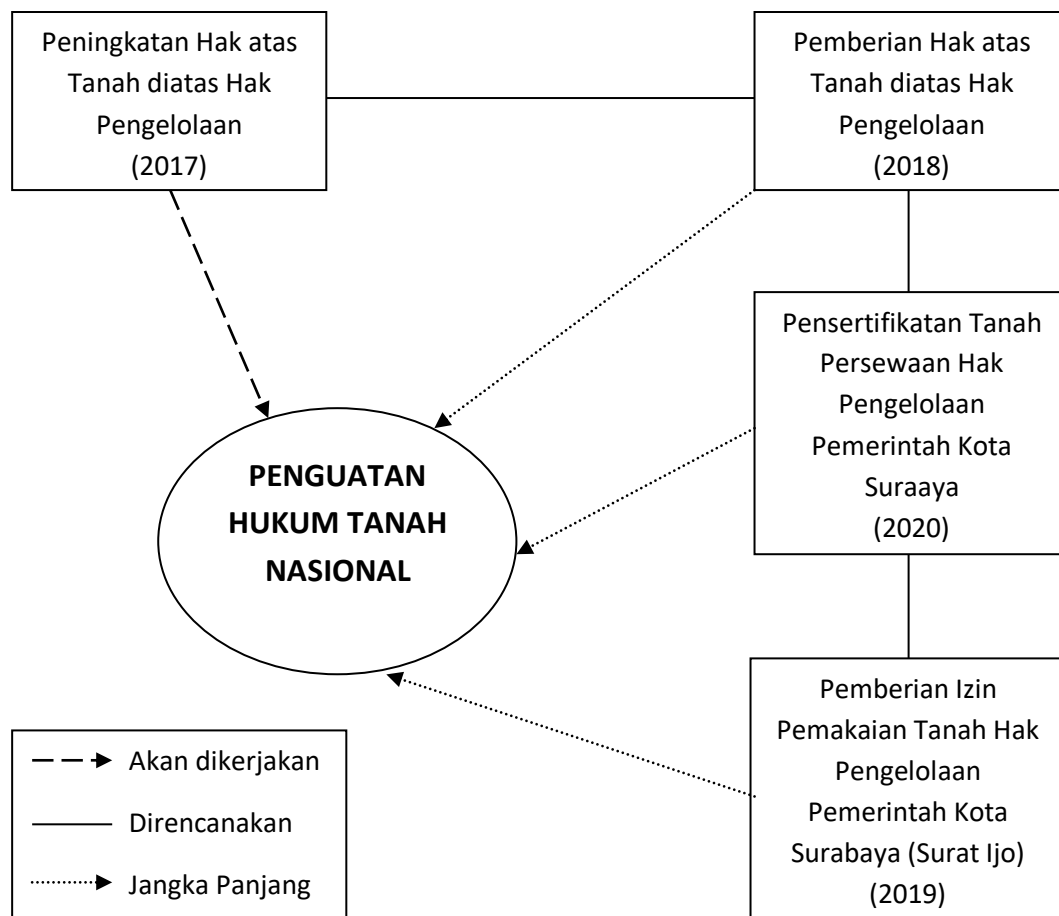 Peningkatan Hak atas
Tanah diatas Hak
Pengelolaan
(2017)
Pemberian Hak atas
Tanah diatas Hak
Pengelolaan
(2018)
Pensertifikatan Tanah
Persewaan Hak
Pengelolaan
Pemerintah Kota
Suraaya
(2020)
PENGUATAN
HUKUM TANAH
NASIONAL
Pemberian Izin
Pemakaian Tanah Hak
Pengelolaan
Pemerintah Kota
Surabaya (Surat Ijo)
(2019)
Akan dikerjakan
Direncanakan
Jangka Panjang